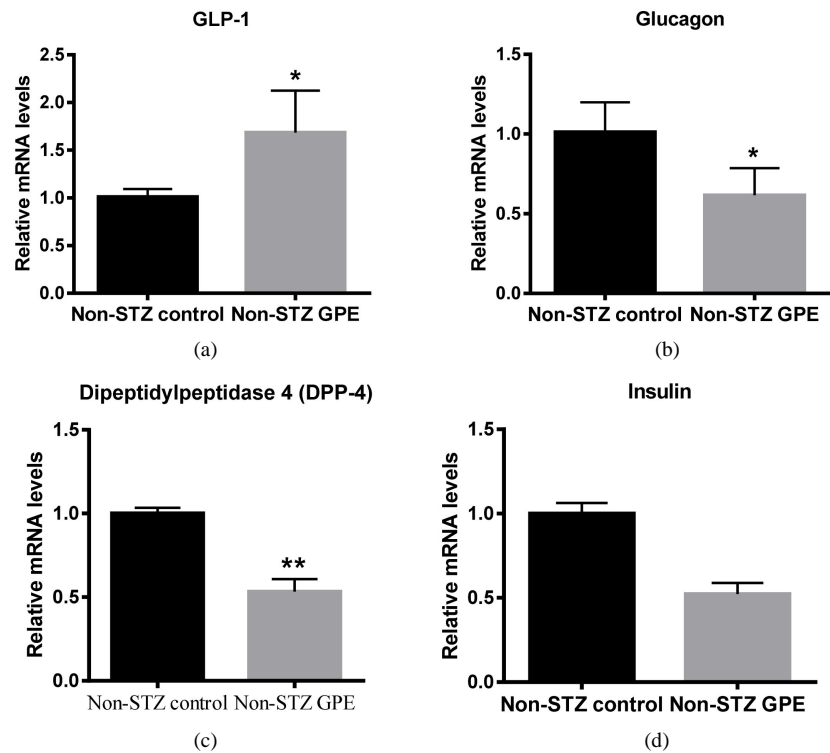 GLP-1
Relative mRNA levels
2.5
2.0
1.5
1.0
0.5
0.0
*
Non-STZ control Non-STZ GPE
(a)
Glucagon
Relative mRNA levels
1.5
1.0
0.5
0.0
*
Non-STZ control Non-STZ GPE
(b)
Dipeptidylpeptidase 4 (DPP-4)
Relative mRNA levels
1.5
1.0
0.5
0.0
**
Non-STZ control Non-STZ GPE
(c)
Insulin
Relative mRNA levels
1.5
1.0
0.5
0.0
Non-STZ control Non-STZ GPE
(d)